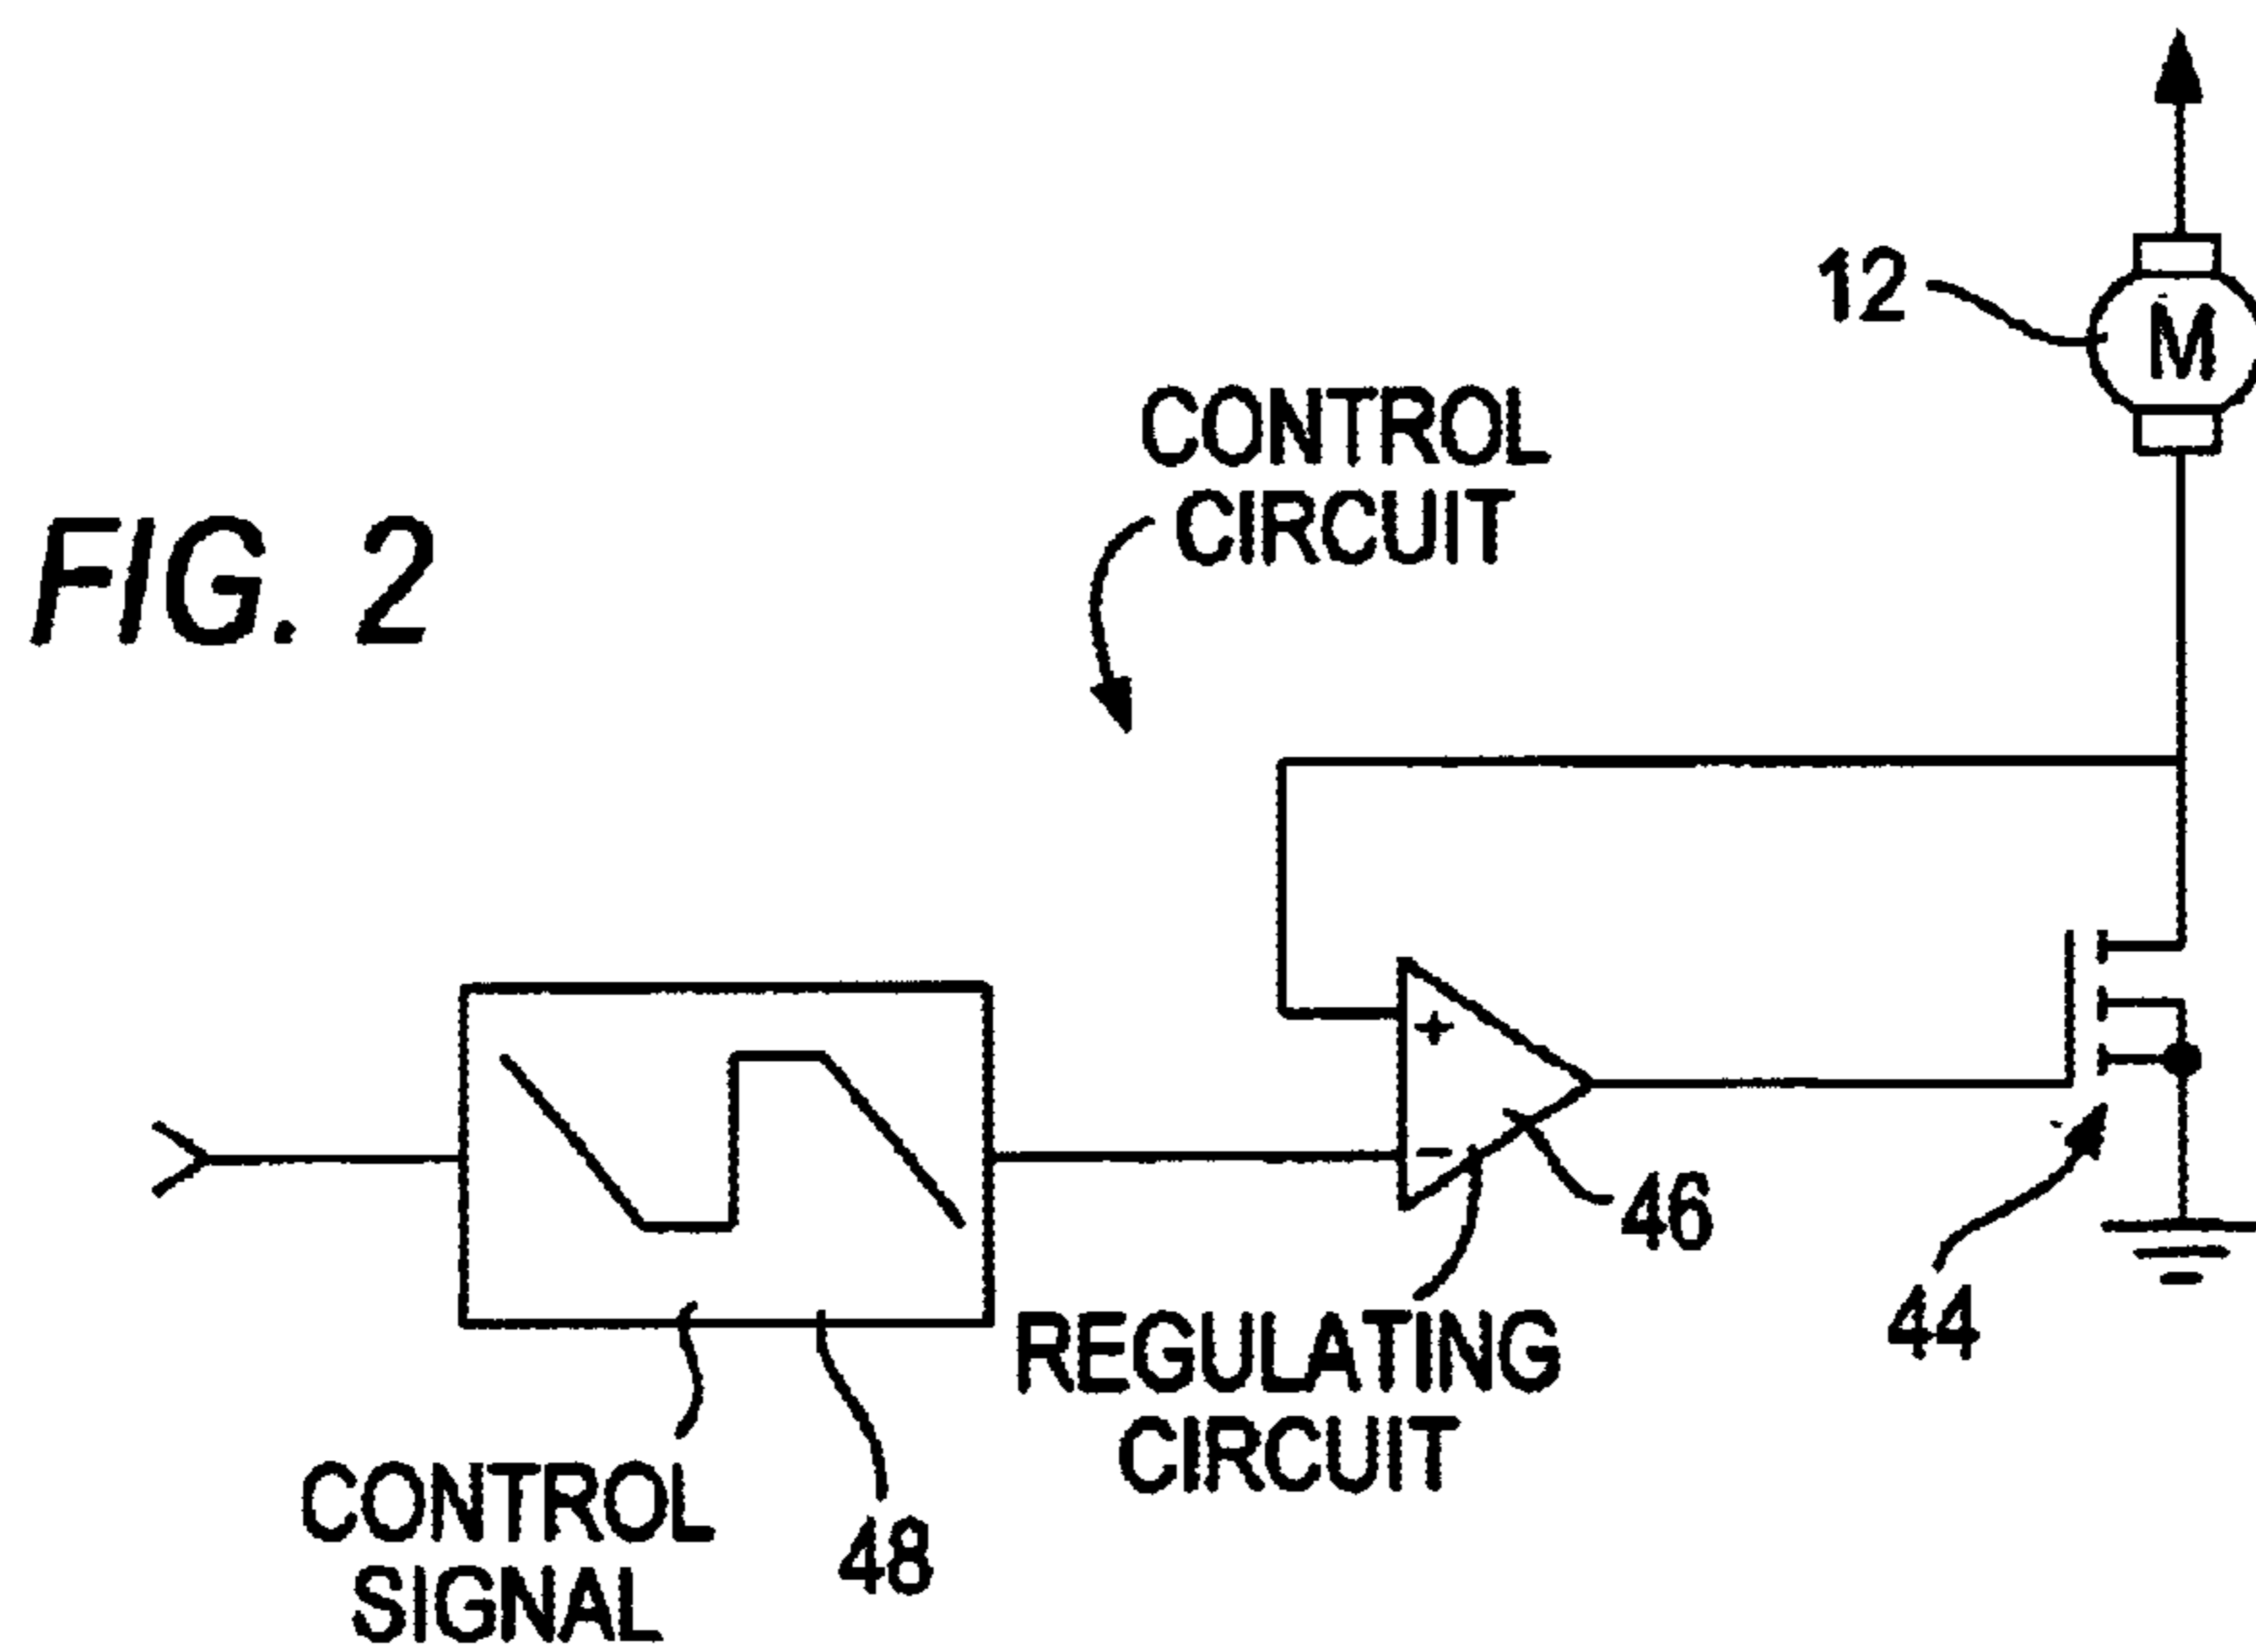 12
M
CONTROL
CIRCUIT
FIG. 2
+
-
46
44
REGULATING
CIRCUIT
CONTROL
SIGNAL
48